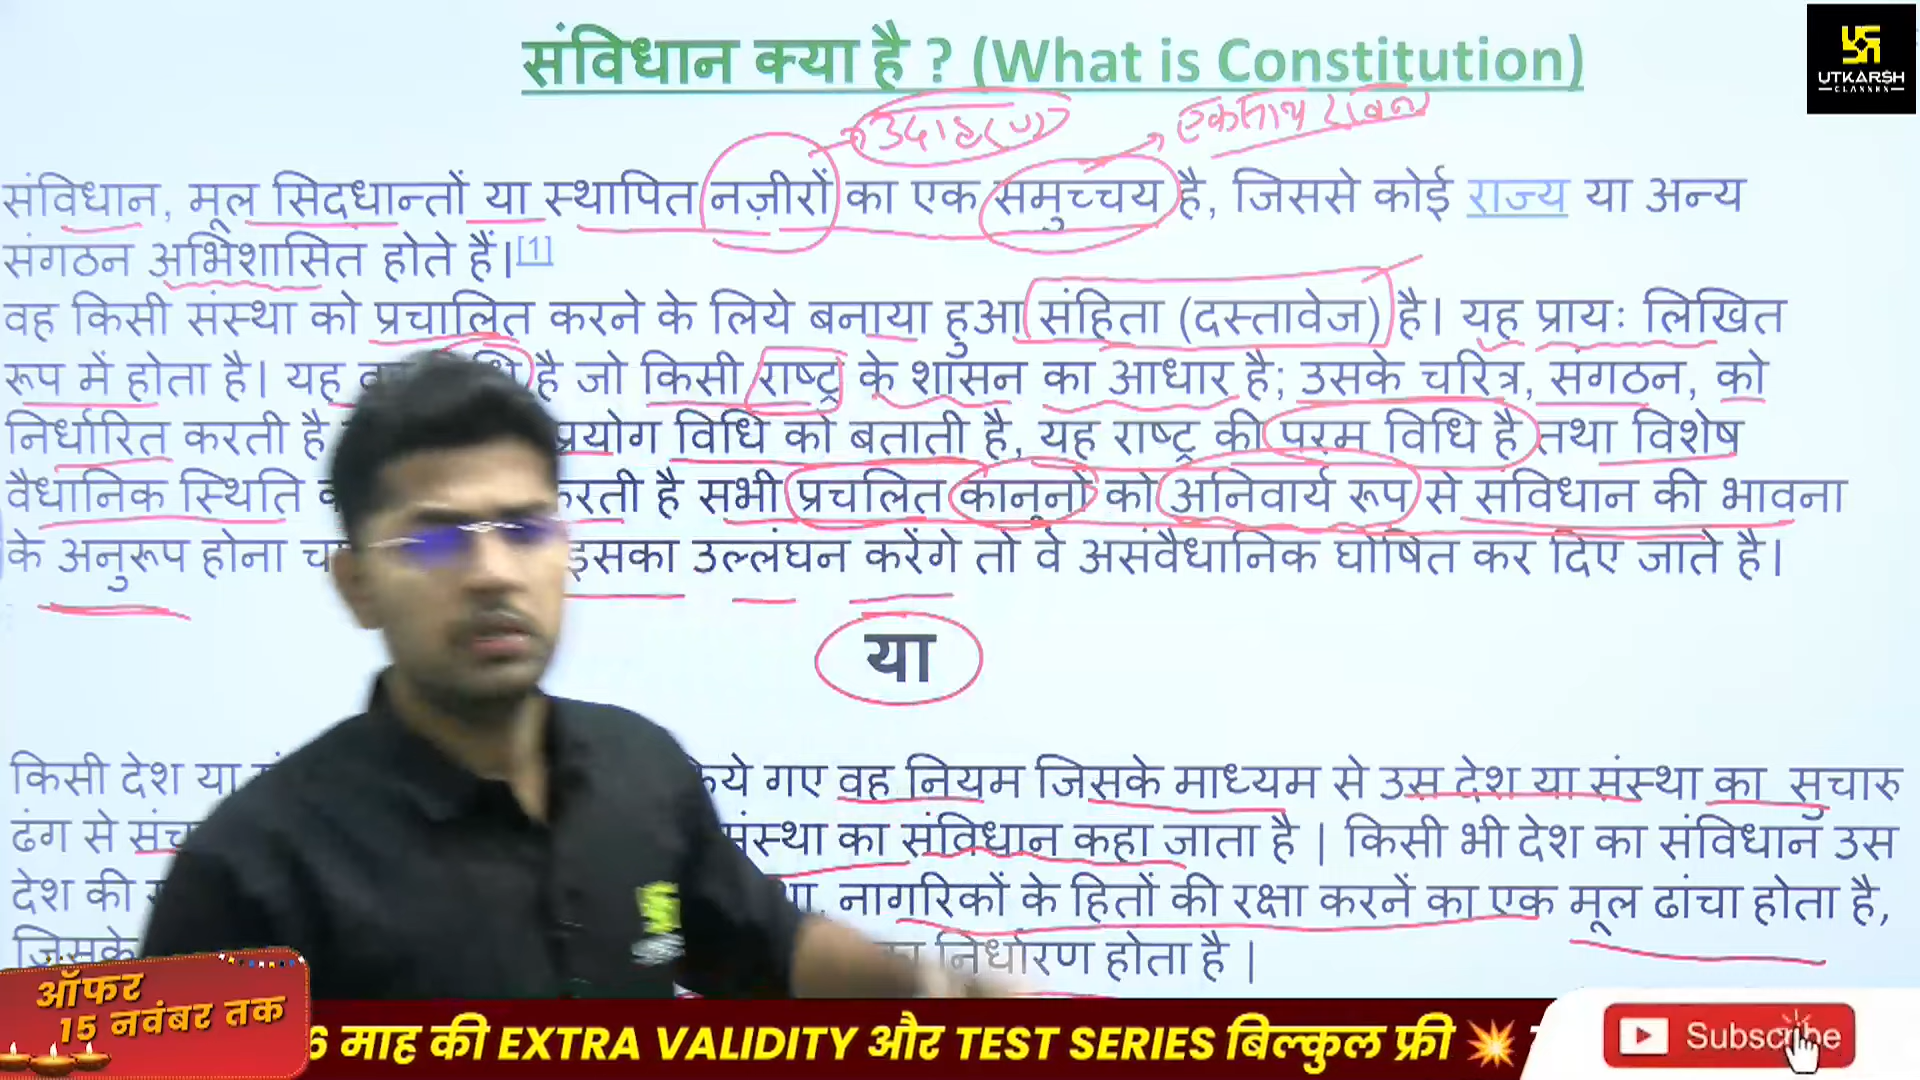 संविधान क्या है ? (What is Constitution)
UTKARSH
CLASSES
उदाहरण
संविधान, मूल सिदधान्तों या स्थापित नज़ीरों का एक समुच्चय है, जिससे कोई राज्य या अन्य
संगठन अभिशासित होते हैं।[1]
वह किसी संस्था को प्रचालित करने के लिये बनाया हुआ संहिता (दस्तावेज) है। यह प्रायः लिखित
रूप में होता है। यह है जो किसी राष्ट्र के शासन का आधार है; उसके चरित्र, संगठन, को
निर्धारित करती है प्रयोग विधि को बताती है, यह राष्ट्र की परम विधि है तथा विशेष
वैधानिक स्थिति करती है सभी प्रचलित कानूनो को अनिवार्य रूप से संविधान की भावना
के अनुरूप होना इसका उल्लंघन करेंगे तो वे असंवैधानिक घोषित कर दिए जाते है।
या
किसी देश या किये गए वह नियम जिसके माध्यम से उस देश या संस्था का सुचारु
ढंग से संस्था का संविधान कहा जाता है | किसी भी देश का संविधान उस
देश की नागरिकों के हितों की रक्षा करनें का एक मूल ढांचा होता है,
जिसके निर्धारण होता है |
ऑफर
15 नवंबर तक
6 माह की EXTRA VALIDITY और TEST SERIES बिल्कुल फ्री
Subscribe